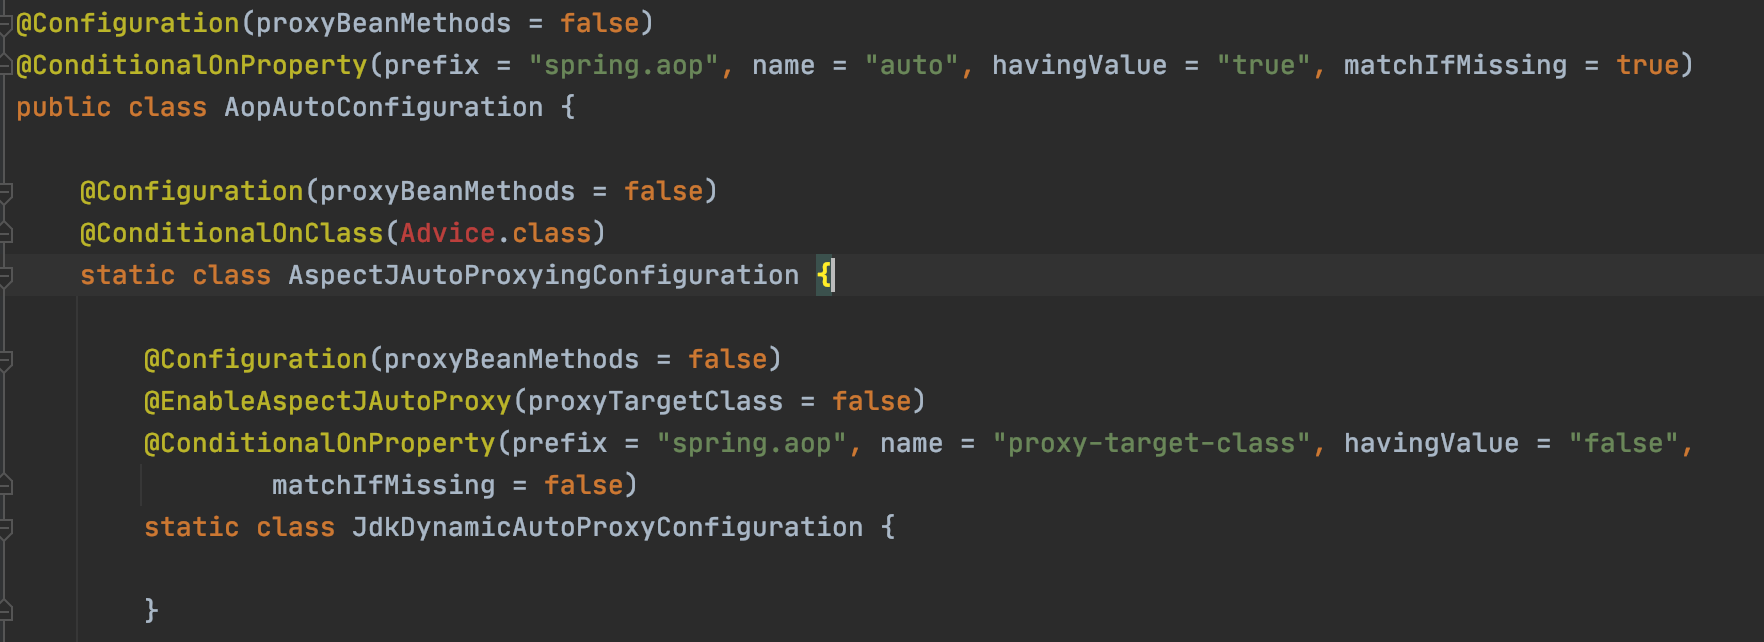 @Configuration(proxyBeanMethods = false)
@ConditionalOnProperty(prefix = "spring.aop", name = "auto", havingValue = "true", matchIfMissing = true)
public class AopAutoConfiguration {
@Configuration(proxyBeanMethods = false)
@ConditionalOnClass(Advice.class)
static class AspectJAutoProxyingConfiguration {
@Configuration(proxyBeanMethods = false)
@EnableAspectJAutoProxy(proxyTargetClass = false)
@ConditionalOnProperty(prefix = "spring.aop", name = "proxy-target-class", havingValue = "false",
matchIfMissing = false)
static class JdkDynamicAutoProxyConfiguration {
}